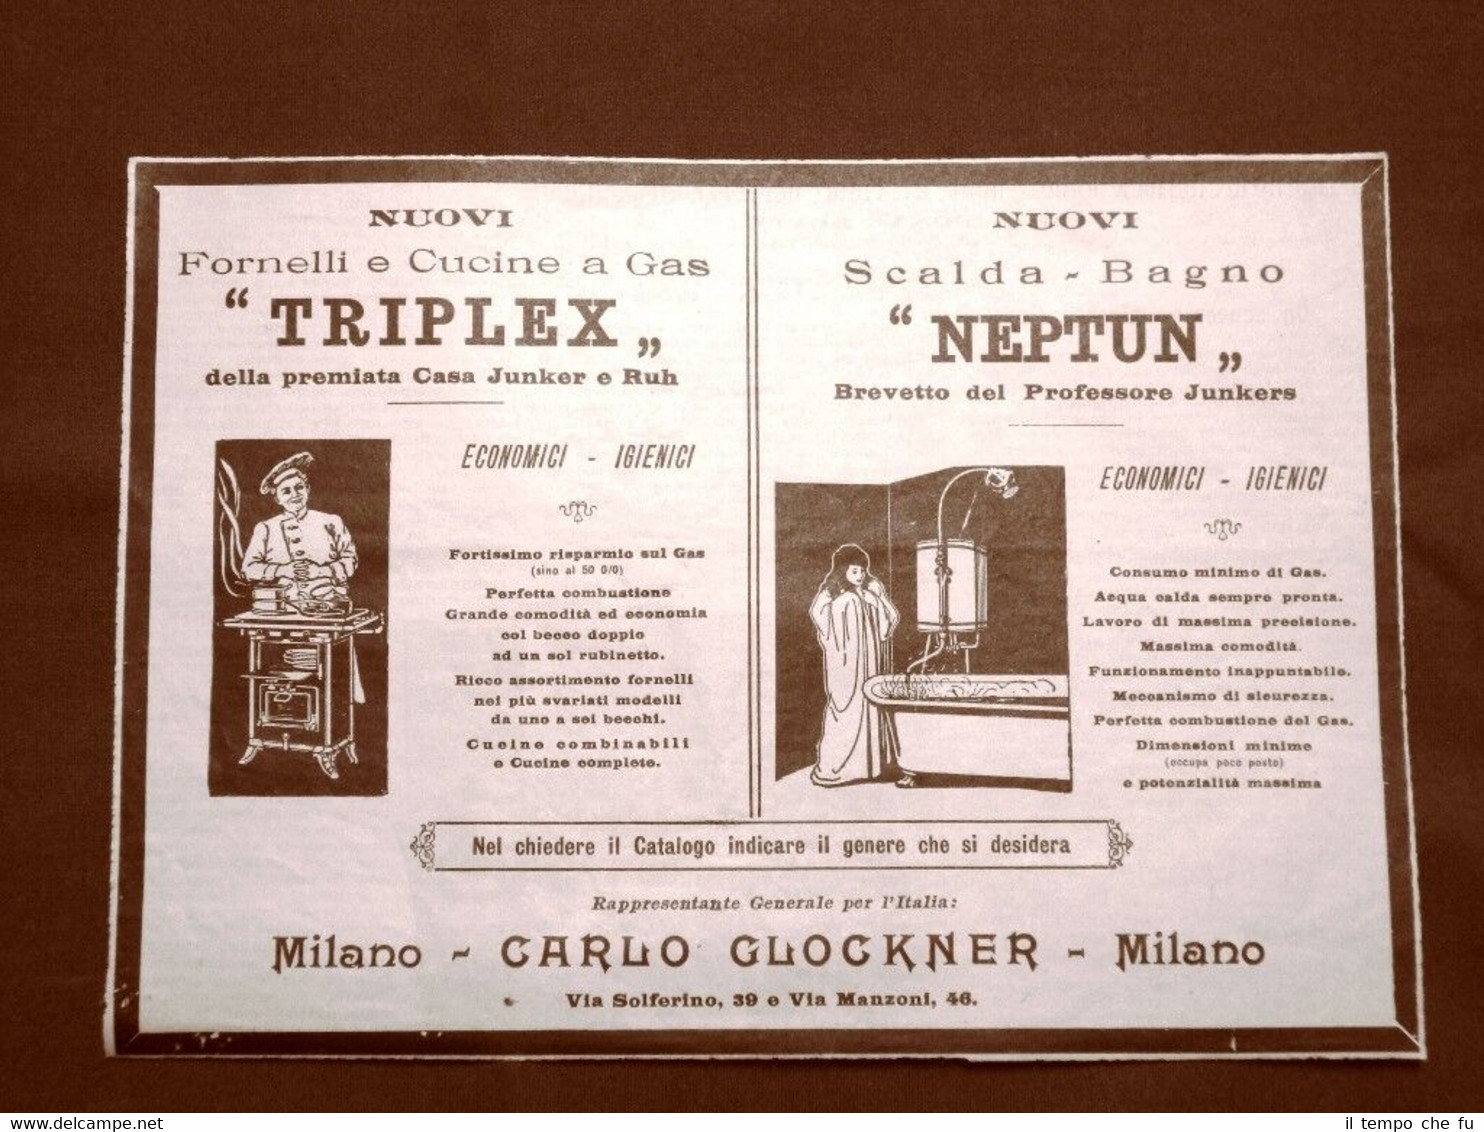 NUOVI
Fornelli e Cucine a Gas
“ TRIPLEX „
della premiata Casa Junker e Ruh
ECONOMICI - IGIENICI
Fortissimo risparmio sul Gas
(sino al 50 0/0)
Perfetta combustione
Grande comodità ed economia
col becco doppio
ad un sol rubinetto.
Ricco assortimento fornelli
nei più svariati modelli
da uno a sei becchi.
Cucine combinabili
e Cucine complete.
NUOVI
Scalda - Bagno
“ NEPTUN „
Brevetto del Professore Junkers
ECONOMICI - IGIENICI
Consumo minimo di Gas.
Acqua calda sempre pronta.
Lavoro di massima precisione.
Massima comodità.
Funzionamento inappuntabile.
Meccanismo di sicurezza.
Perfetta combustione del Gas.
Dimensioni minime
(occupa poco posto)
e potenzialità massima
Nel chiedere il Catalogo indicare il genere che si desidera
Rappresentante Generale per l'Italia:
Milano - CARLO GLOCKNER - Milano
Via Solferino, 39 e Via Manzoni, 46.
il tempo che fu